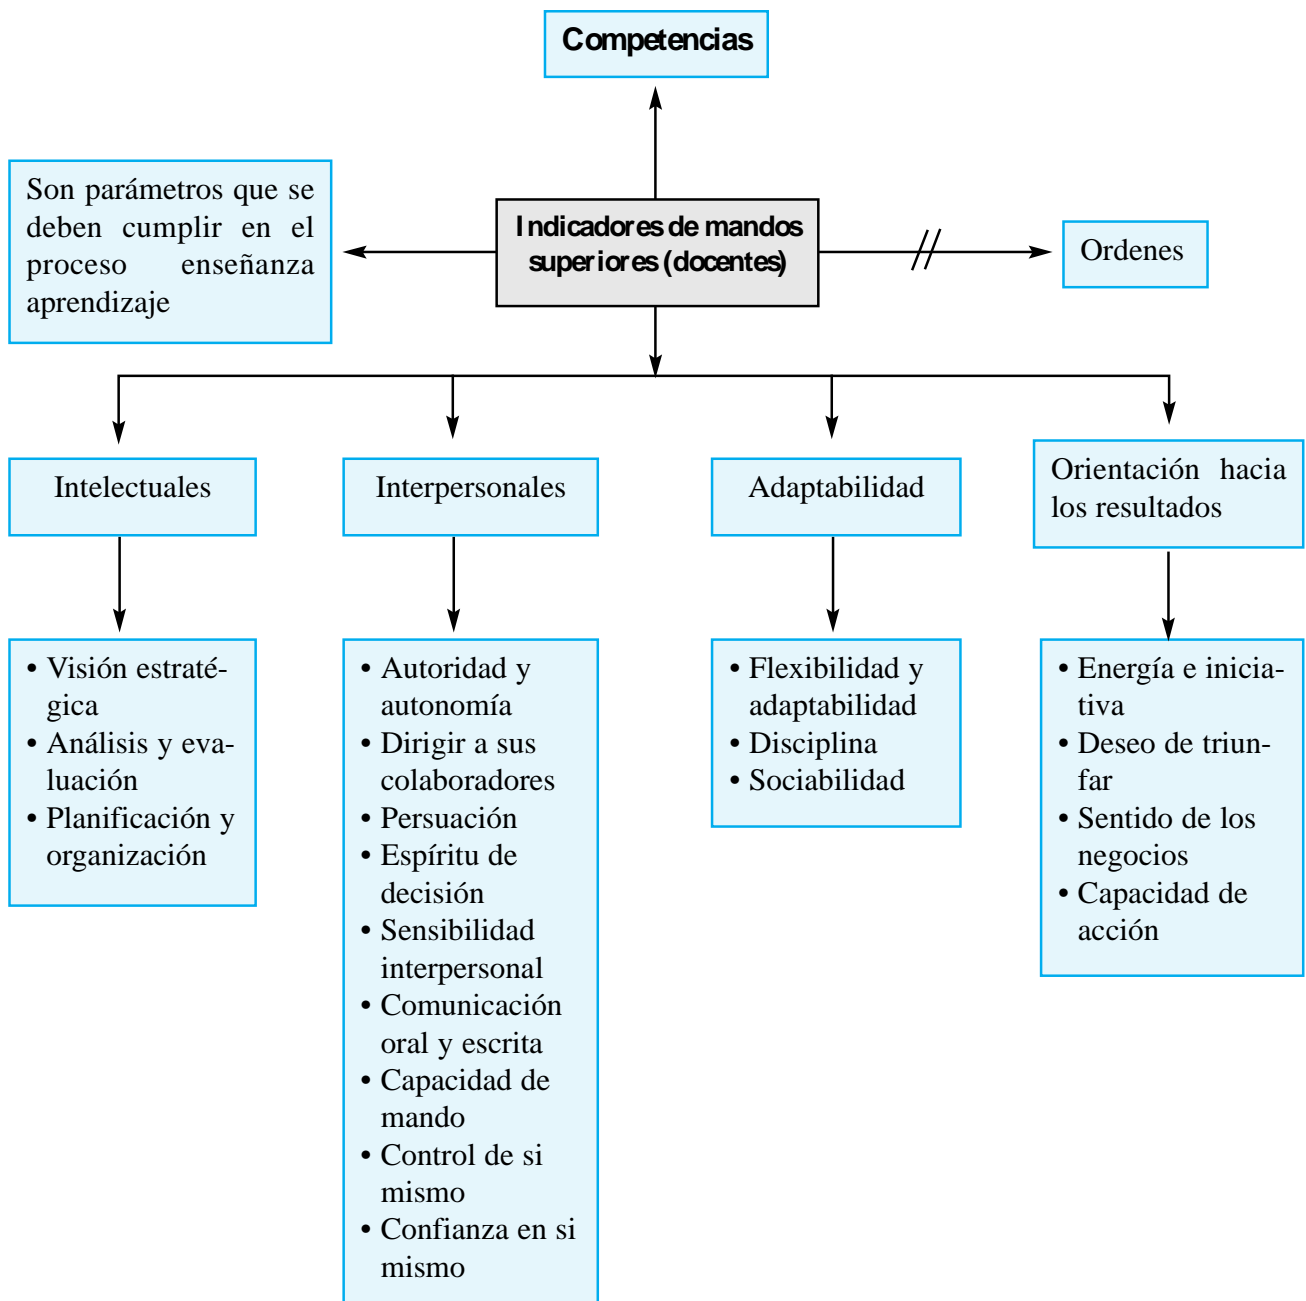 Competencias
Son parámetros que se
deben cumplir en el
proceso enseñanza
aprendizaje
Indicadores de mandos
superiores (docentes)
Ordenes
Intelectuales
Interpersonales
Adaptabilidad
Orientación hacia
los resultados
• Visión estraté-
gica
• Análisis y eva-
luación
• Planificación y
organización
• Autoridad y
autonomía
• Dirigir a sus
colaboradores
• Persuación
• Espíritu de
decisión
• Sensibilidad
interpersonal
• Comunicación
oral y escrita
• Capacidad de
mando
• Control de si
mismo
• Confianza en si
mismo
• Flexibilidad y
adaptabilidad
• Disciplina
• Sociabilidad
• Energía e inicia-
tiva
• Deseo de triun-
far
• Sentido de los
negocios
• Capacidad de
acción